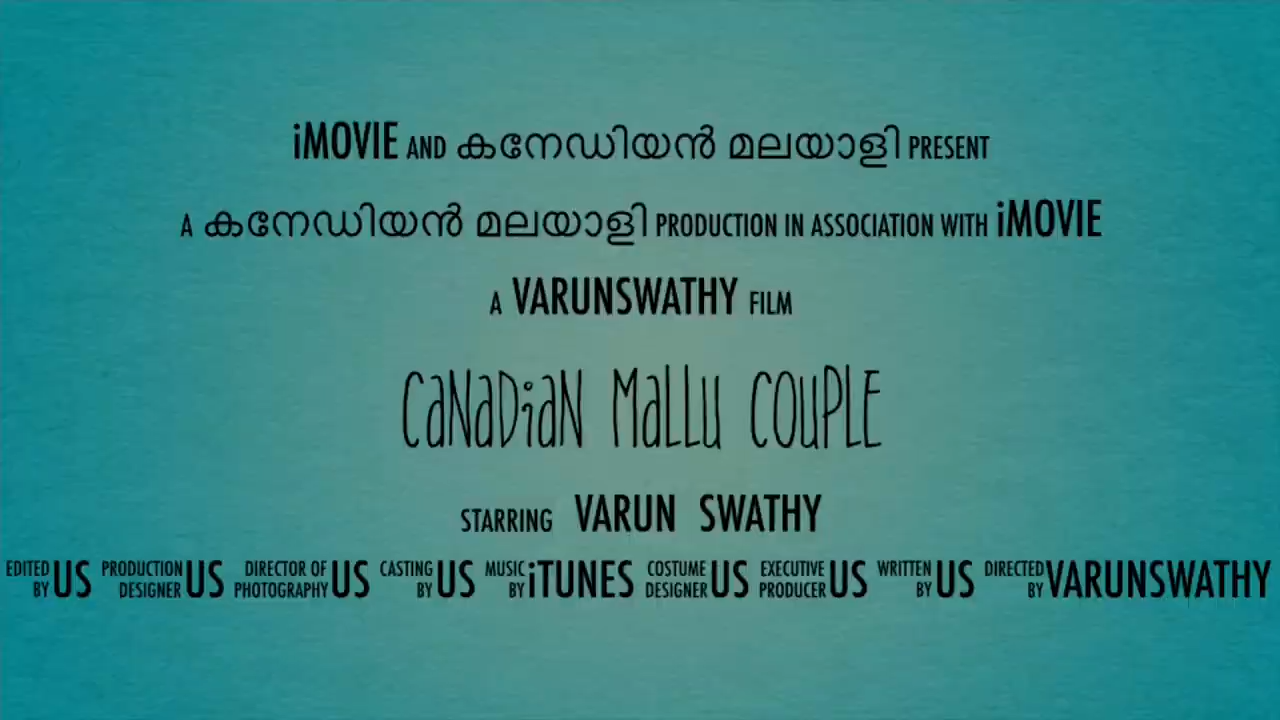 iMOVIE AND കനേഡിയൻ മലയാളി PRESENT
A കനേഡിയൻ മലയാളി PRODUCTION IN ASSOCIATION WITH iMOVIE
A VARUNSWATHY FILM
CaNaDiaN MaLLu COuPLE
STARRING VARUN SWATHY
EDITED BY US PRODUCTION DESIGNER US DIRECTOR OF PHOTOGRAPHY US CASTING BY US MUSIC BY iTUNES COSTUME DESIGNER US EXECUTIVE PRODUCER US WRITTEN BY US DIRECTED BY VARUNSWATHY